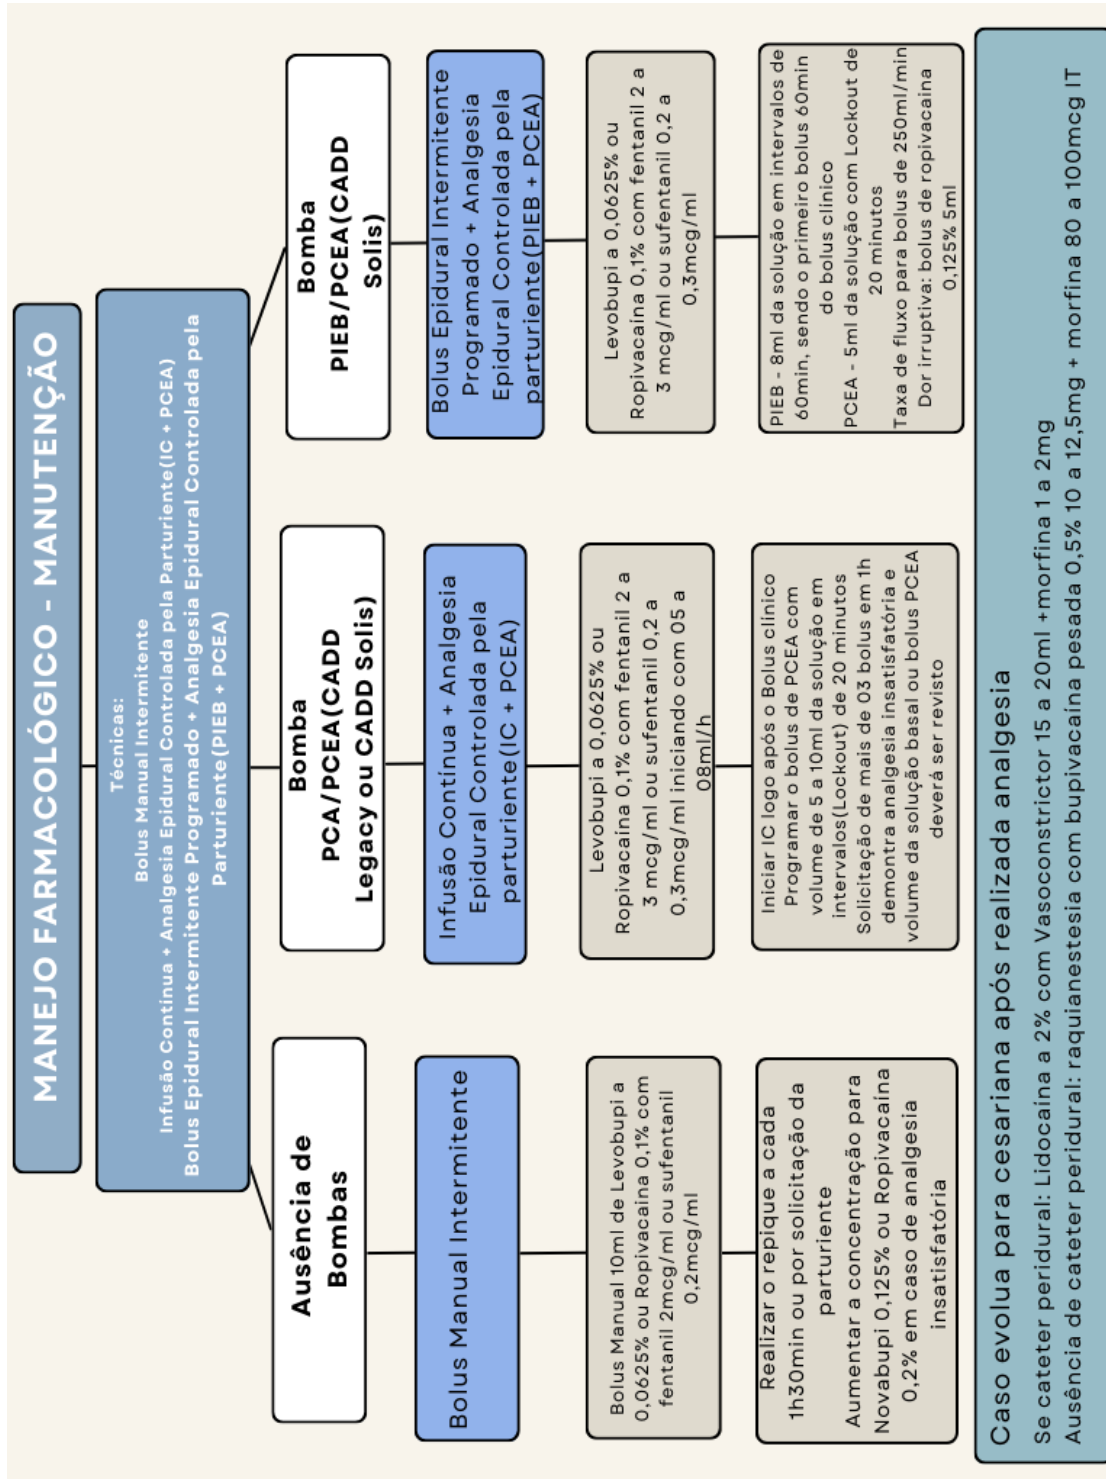 MANEJO FARMACOLÓGICO - MANUTENÇÃO
Técnicas:
Bolus Manual Intermitente
Infusão Continua + Analgesia Epidural Controlada pela Parturiente(IC + PCEA)
Bolus Epidural Intermitente Programado + Analgesia Epidural Controlada pela
Parturiente(PIEB + PCEA)
Ausência de
Bombas
Bolus Manual Intermitente
Bolus Manual 10ml de Levobupi a
0,0625% ou Ropivacaina 0,1% com
fentanil 2mcg/ml ou sufentanil
0,2mcg/ml
Realizar o repique a cada
1h30min ou por solicitação da
parturiente
Aumentar a concentração para
Novabupi 0,125% ou Ropivacaina
0,2% em caso de analgesia
insatisfatória
Bomba
PCA/PCEA(CADD
Legacy ou CADD Solis)
Infusão Continua + Analgesia
Epidural Controlada pela
parturiente(IC + PCEA)
Levobupi a 0,0625% ou
Ropivacaina 0,1% com fentanil 2 a
3 mcg/ml ou sufentanil 0,2 a
0,3mcg/ml iniciando com 05 a
08ml/h
Iniciar IC logo após o Bolus clinico
Programar o bolus de PCEA com
volume de 5 a 10ml da solução em
intervalos(Lockout) de 20 minutos
Solicitação de mais de 03 bolus em 1h
demontra analgesia insatisfatória e
volume da solução basal ou bolus PCEA
deverá ser revisto
Bomba
PIEB/PCEA(CADD
Solis)
Bolus Epidural Intermitente
Programado + Analgesia
Epidural Controlada pela
parturiente(PIEB + PCEA)
Levobupi a 0,0625% ou
Ropivacaina 0,1% com fentanil 2 a
3 mcg/ml ou sufentanil 0,2 a
0,3mcg/ml
PIEB - 8ml da solução em intervalos de
60min, sendo o primeiro bolus 60min
do bolus clinico
PCEA - 5ml da solução com Lockout de
20 minutos
Taxa de fluxo para bolus de 250ml/min
Dor irruptiva: bolus de ropivacaina
0,125% 5ml
Caso evolua para cesariana após realizada analgesia
Se cateter peridural: Lidocaina a 2% com Vasoconstrictor 15 a 20ml +morfina 1 a 2mg
Ausência de cateter peridural: raquianestesia com bupivacaina pesada 0,5% 10 a 12,5mg + morfina 80 a 100mcg IT